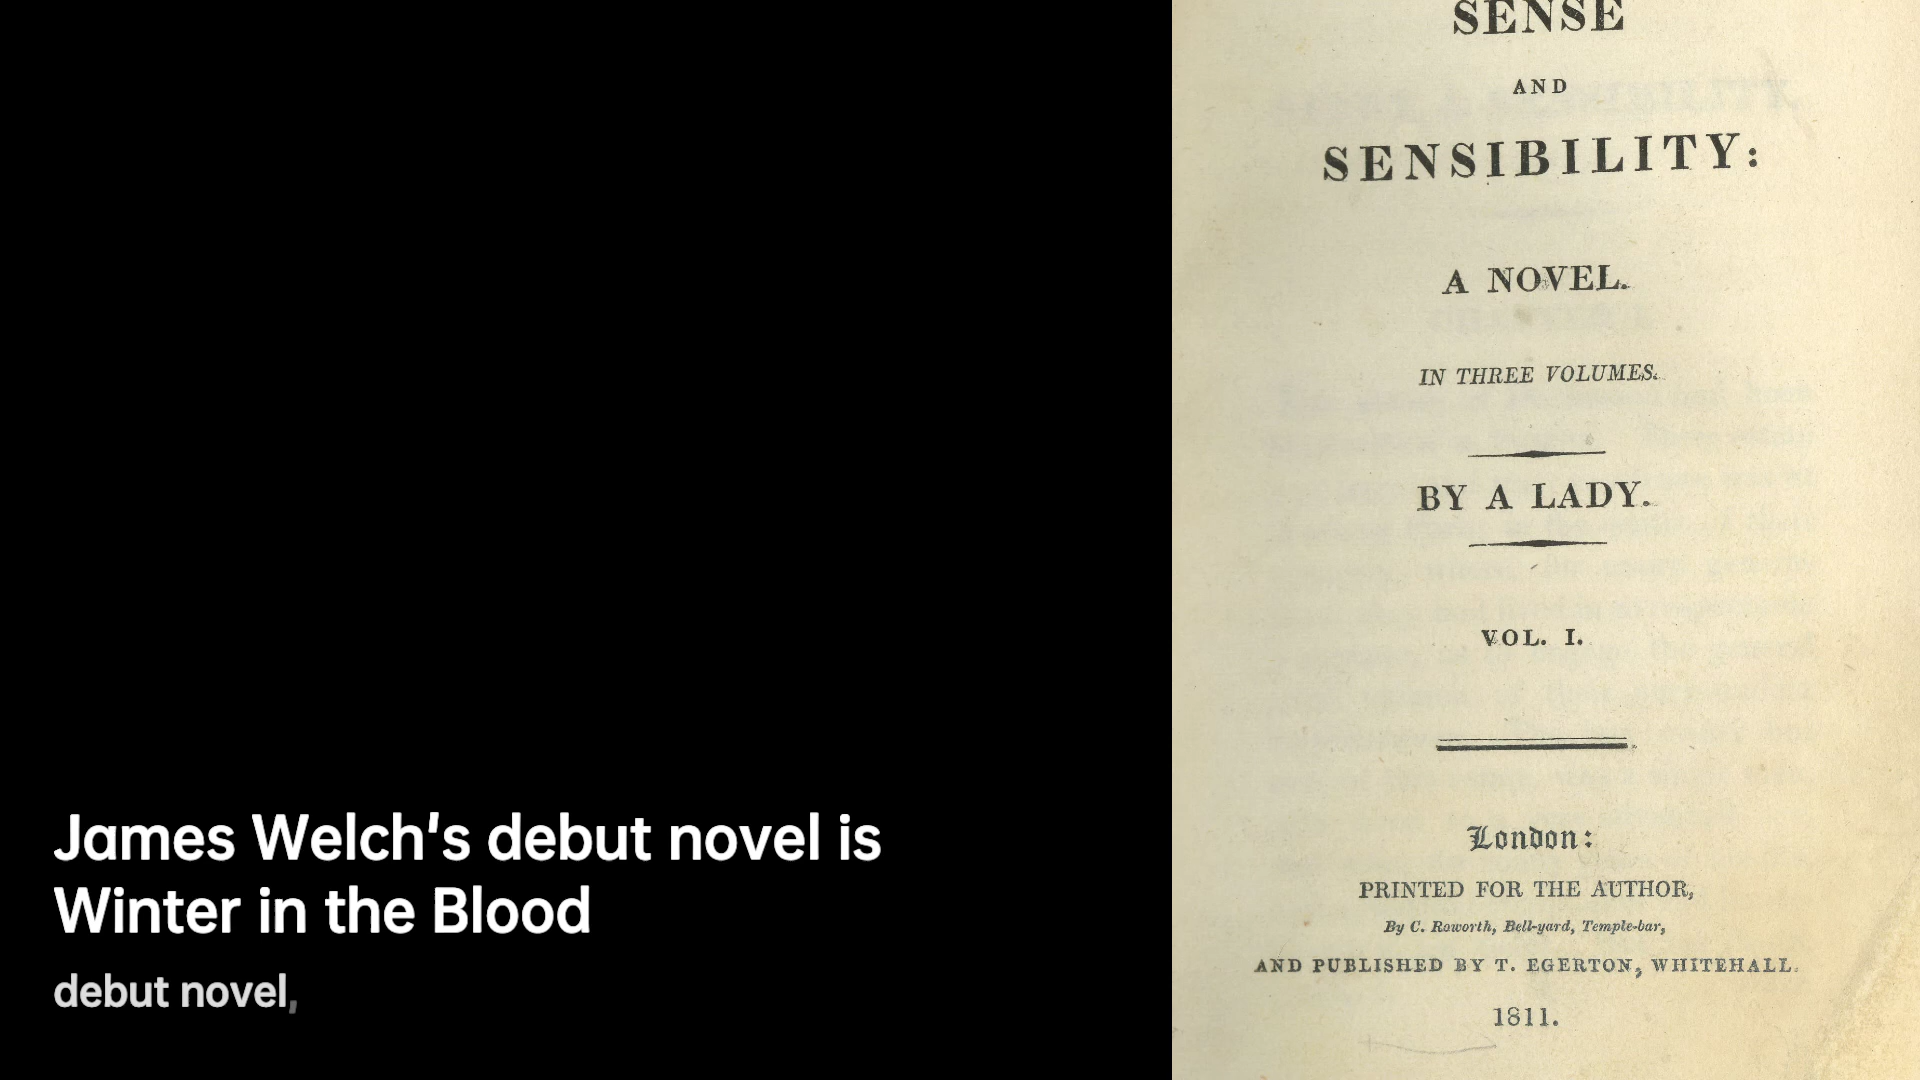 James Welch's debut novel is
Winter in the Blood
debut novel,
SENSE
AND
SENSIBILITY:
A NOVEL.
IN THREE VOLUMES.
BY A LADY.
VOL. I.
London:
PRINTED FOR THE AUTHOR,
By C. Roworth, Bell-yard, Temple-bar,
AND PUBLISHED BY T. EGERTON, WHITEHALL.
1811.